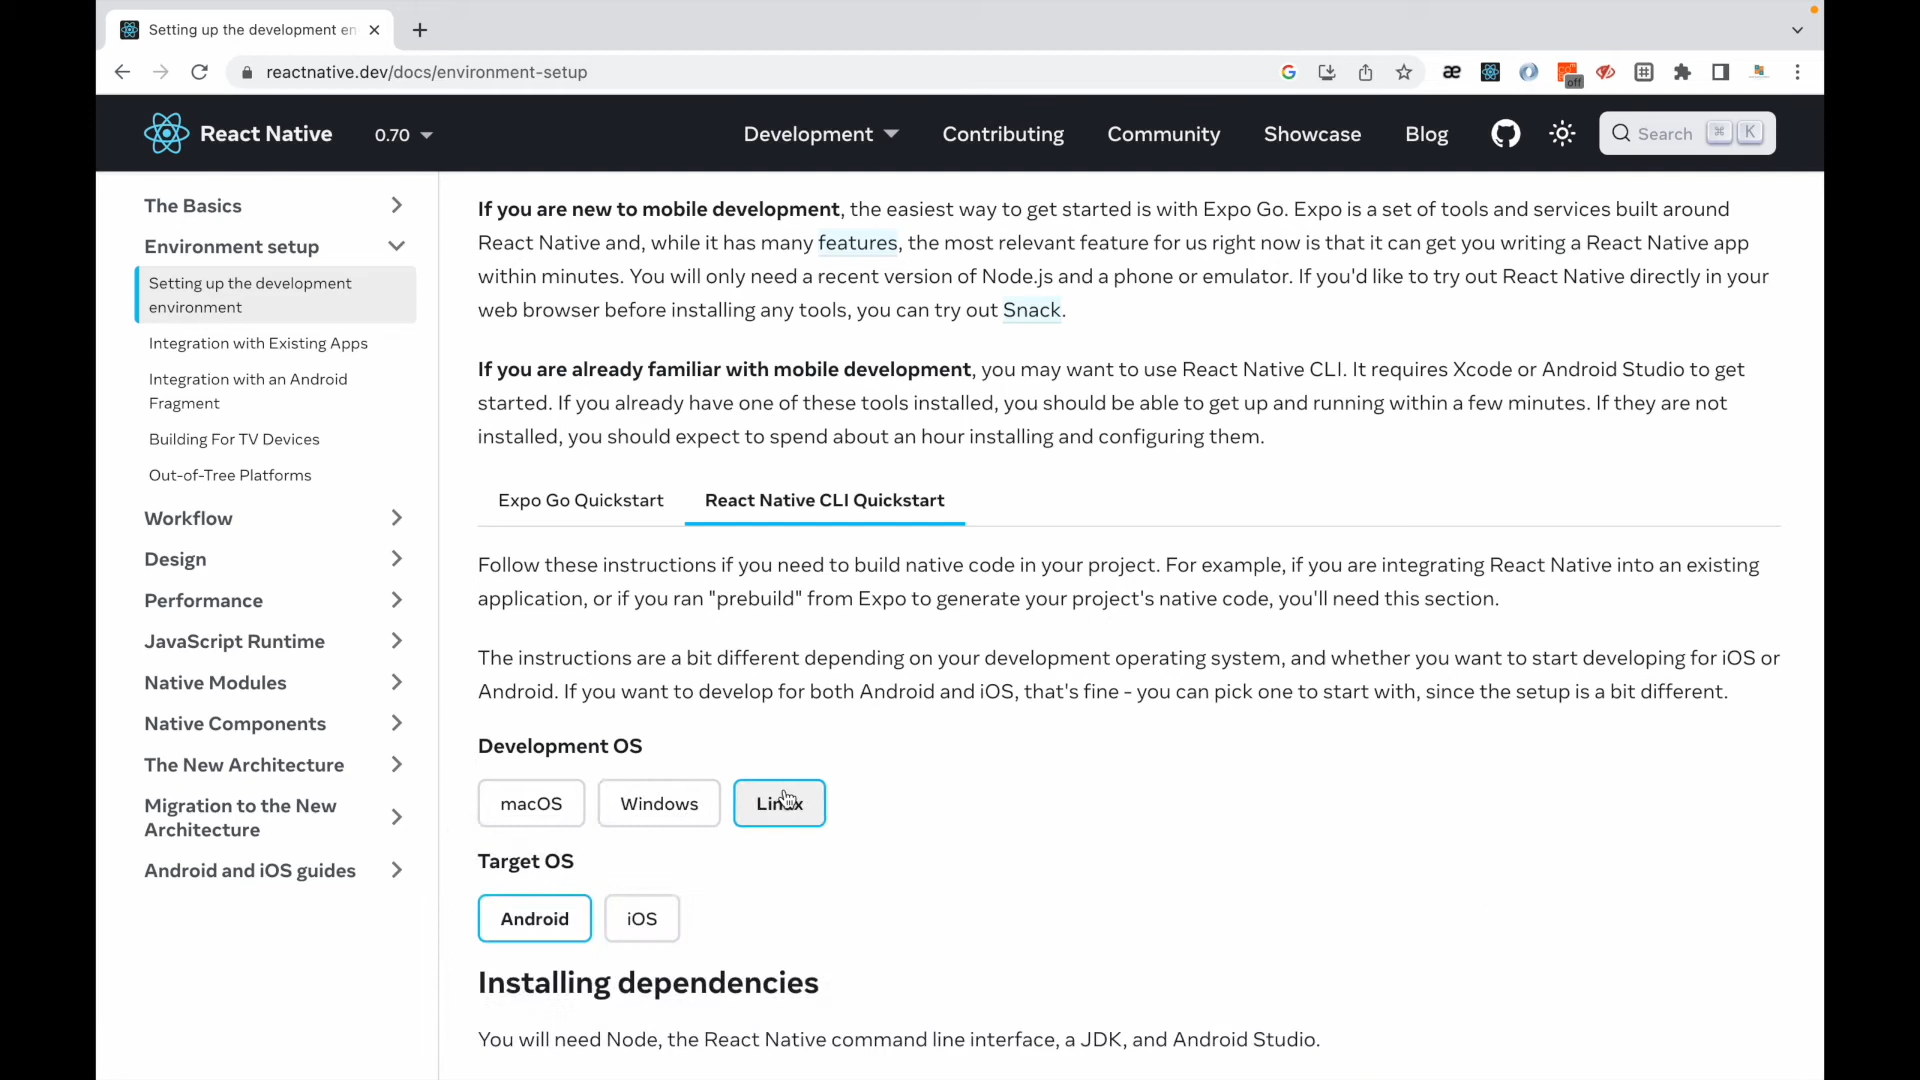 Setting up the development en
reactnative.dev/docs/environment-setup
off
React Native
0.70
Development
Contributing
Community
Showcase
Blog
Search ⌘ K
The Basics
Environment setup
Setting up the development
environment
Integration with Existing Apps
Integration with an Android
Fragment
Building For TV Devices
Out-of-Tree Platforms
Workflow
Design
Performance
JavaScript Runtime
Native Modules
Native Components
The New Architecture
Migration to the New
Architecture
Android and iOS guides
If you are new to mobile development, the easiest way to get started is with Expo Go. Expo is a set of tools and services built around
React Native and, while it has many features, the most relevant feature for us right now is that it can get you writing a React Native app
within minutes. You will only need a recent version of Node.js and a phone or emulator. If you'd like to try out React Native directly in your
web browser before installing any tools, you can try out Snack.
If you are already familiar with mobile development, you may want to use React Native CLI. It requires Xcode or Android Studio to get
started. If you already have one of these tools installed, you should be able to get up and running within a few minutes. If they are not
installed, you should expect to spend about an hour installing and configuring them.
Expo Go Quickstart
React Native CLI Quickstart
Follow these instructions if you need to build native code in your project. For example, if you are integrating React Native into an existing
application, or if you ran "prebuild" from Expo to generate your project's native code, you'll need this section.
The instructions are a bit different depending on your development operating system, and whether you want to start developing for iOS or
Android. If you want to develop for both Android and iOS, that's fine - you can pick one to start with, since the setup is a bit different.
Development OS
macOS
Windows
Linux
Target OS
Android
iOS
Installing dependencies
You will need Node, the React Native command line interface, a JDK, and Android Studio.